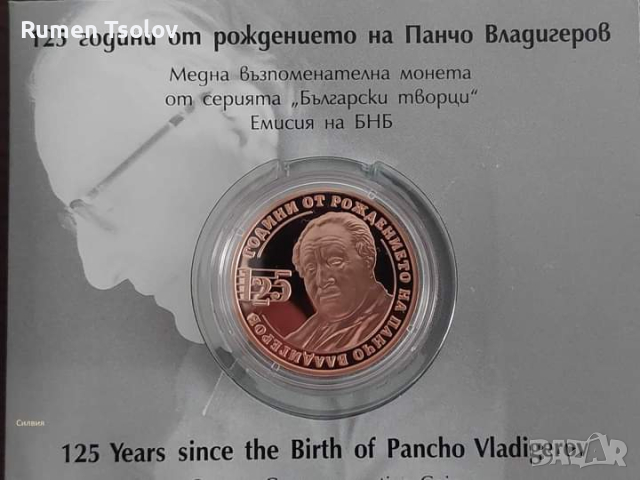 Rumen Tsolov
125 години от рождението на Панчо Владигеров
Медна възпоменателна монета
от серията „Български творци“
Емисия на БНБ
125
ГОДИНИ ОТ РОЖДЕНИЕТО НА ПАНЧО ВЛАДИГЕРОВ
Силвия
125 Years since the Birth of Pancho Vladigerov
BAZAR